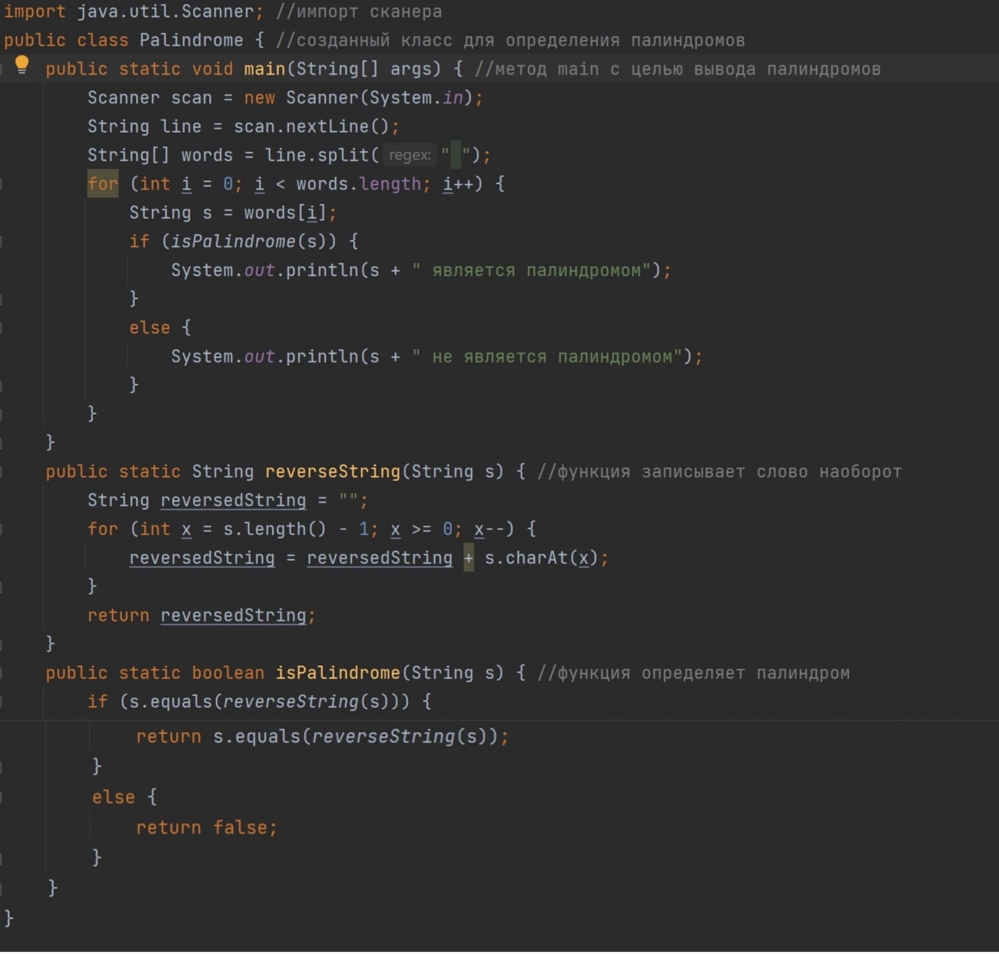 import java.util.Scanner; //импорт сканера
public class Palindrome { //созданный класс для определения палиндромов
    public static void main(String[] args) { //метод main с целью вывода палиндромов
        Scanner scan = new Scanner(System.in);
        String line = scan.nextLine();
        String[] words = line.split( regex: " ");
        for (int i = 0; i < words.length; i++) {
            String s = words[i];
            if (isPalindrome(s)) {
                System.out.println(s + " является палиндромом");
            }
            else {
                System.out.println(s + " не является палиндромом");
            }
        }
    }
    public static String reverseString(String s) { //функция записывает слово наоборот
        String reversedString = "";
        for (int x = s.length() - 1; x >= 0; x--) {
            reversedString = reversedString + s.charAt(x);
        }
        return reversedString;
    }
    public static boolean isPalindrome(String s) { //функция определяет палиндром
        if (s.equals(reverseString(s))) {
            return s.equals(reverseString(s));
        }
        else {
            return false;
        }
    }
}